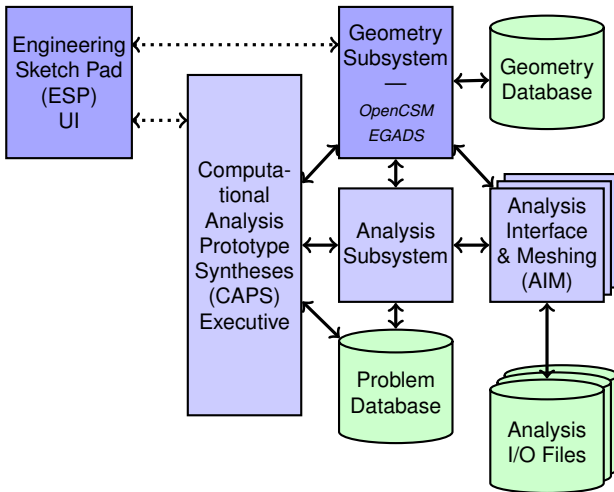 Engineering
Sketch Pad
(ESP)
UI
Geometry
Subsystem
—
OpenCSM
EGADS
Geometry
Database
Computa-
tional
Analysis
Prototype
Syntheses
(CAPS)
Executive
Analysis
Subsystem
Analysis
Interface
& Meshing
(AIM)
Problem
Database
Analysis
I/O Files